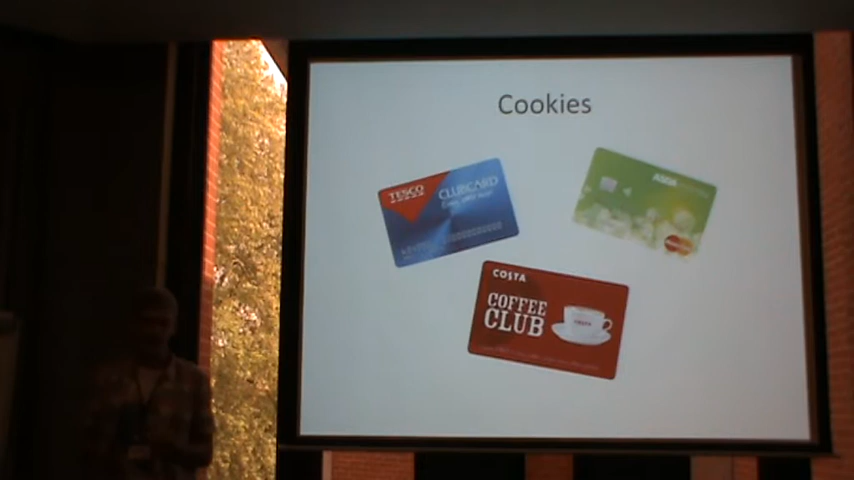 Cookies
TESCO
CLUBCARD
ASDA
COSTA
COFFEE
CLUB